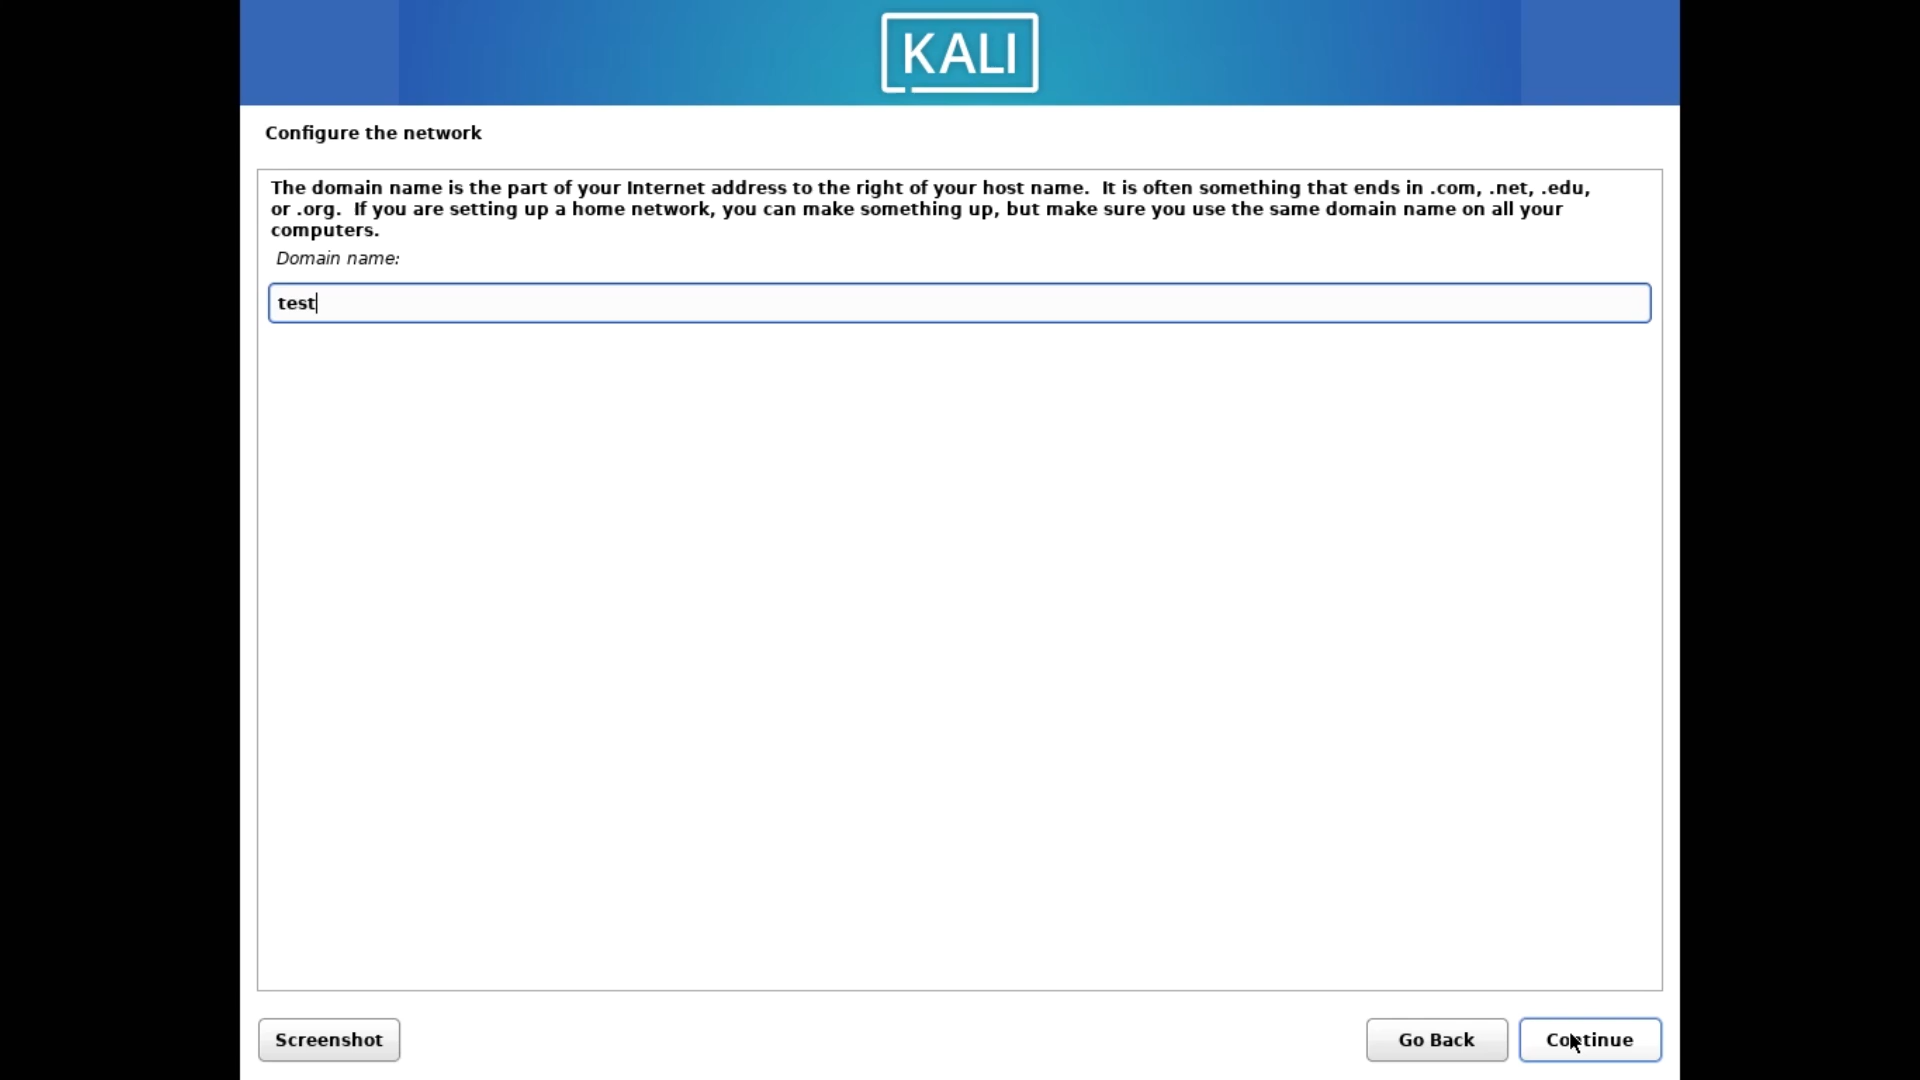 KALI
Configure the network
The domain name is the part of your Internet address to the right of your host name.  It is often something that ends in .com, .net, .edu,
or .org.  If you are setting up a home network, you can make something up, but make sure you use the same domain name on all your
computers.
Domain name:
test
Screenshot
Go Back
Continue